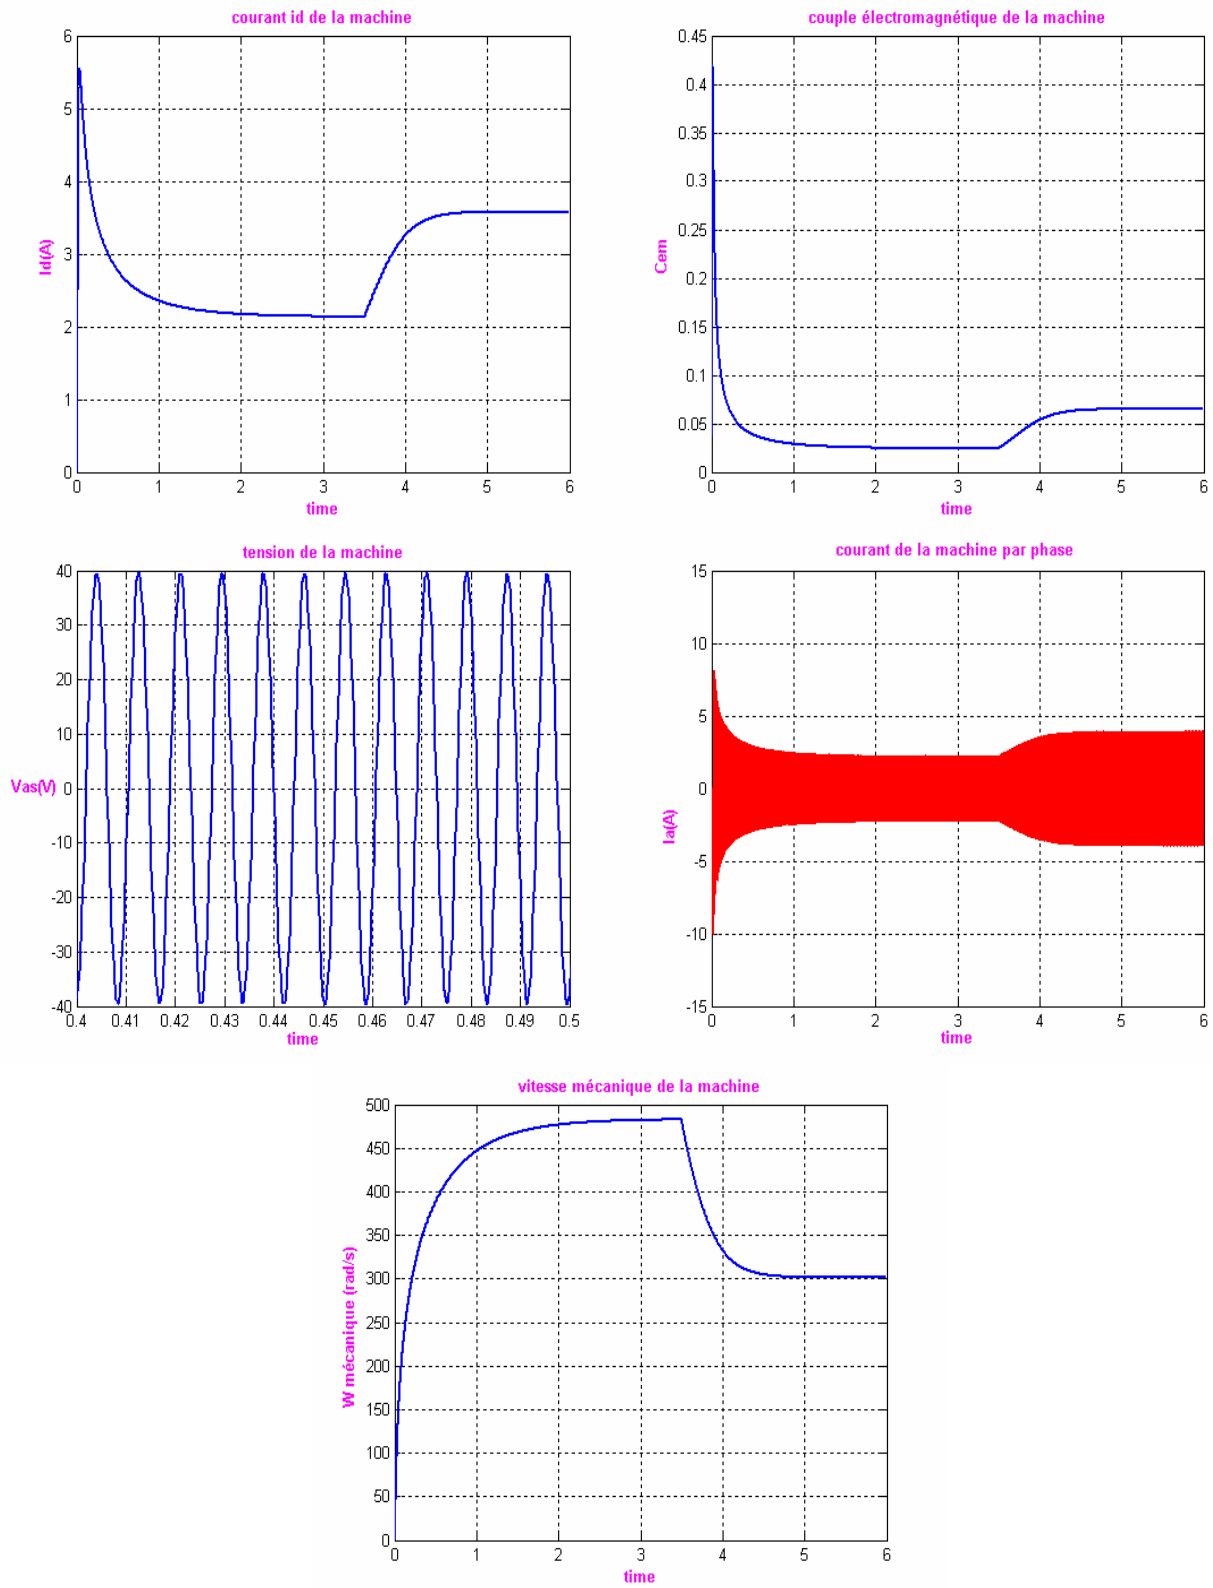 courant id de la machine
6
5
4
3
2
1
0
Id(A)
0 1 2 3 4 5 6
time
couple électromagnétique de la machine
0.45
0.4
0.35
0.3
0.25
0.2
0.15
0.1
0.05
0
Cem
0 1 2 3 4 5 6
time
tension de la machine
40
30
20
10
0
-10
-20
-30
-40
Vas(V)
0.4 0.41 0.42 0.43 0.44 0.45 0.46 0.47 0.48 0.49 0.5
time
courant de la machine par phase
15
10
5
0
-5
-10
-15
Ia(A)
0 1 2 3 4 5 6
time
vitesse mécanique de la machine
500
450
400
350
300
250
200
150
100
50
0
W mécanique (rad/s)
0 1 2 3 4 5 6
time